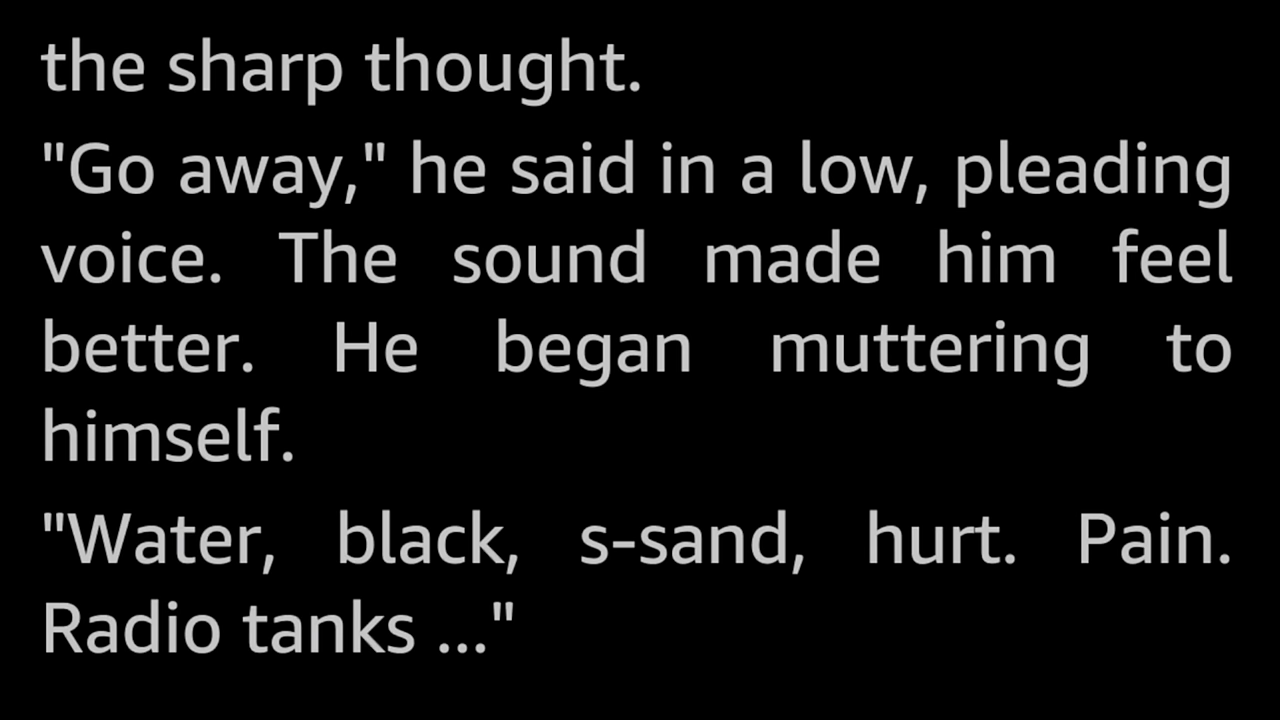 the sharp thought.
"Go away," he said in a low, pleading
voice. The sound made him feel
better. He began muttering to
himself.
"Water, black, s-sand, hurt. Pain.
Radio tanks ..."